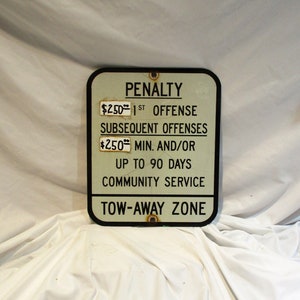 PENALTY
$250⁰⁰ 1ST OFFENSE
SUBSEQUENT OFFENSES
$250⁰⁰ MIN. AND/OR
UP TO 90 DAYS
COMMUNITY SERVICE
TOW-AWAY ZONE